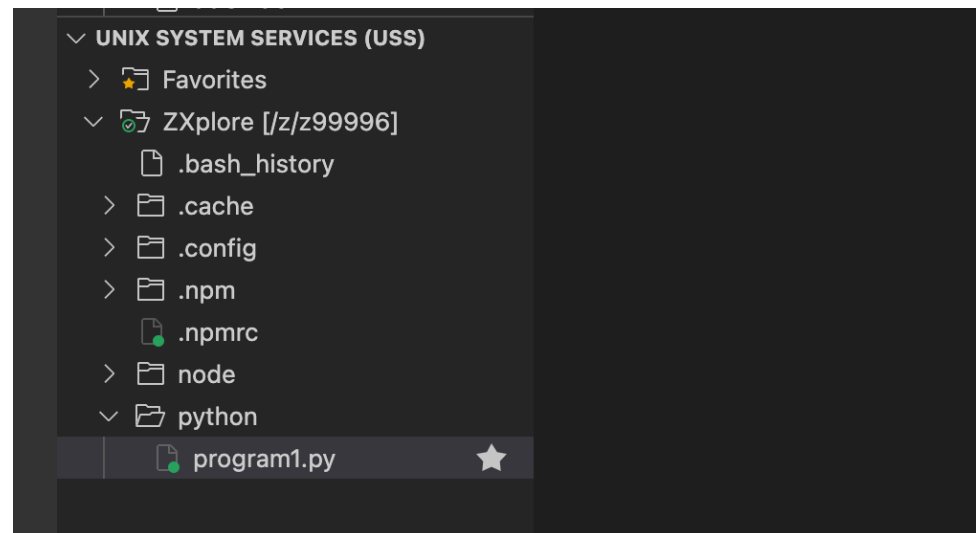 UNIX SYSTEM SERVICES (USS)
Favorites
ZXplore [/z/z99996]
.bash_history
.cache
.config
.npm
.npmrc
node
python
program1.py